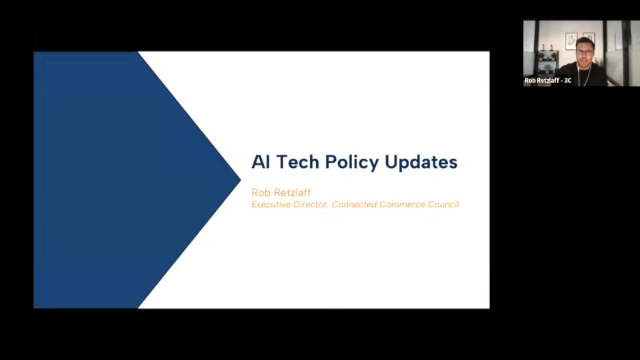 AI Tech Policy Updates
Rob Retzlaff
Executive Director, Connected Commerce Council
Rob Retzlaff - 3C